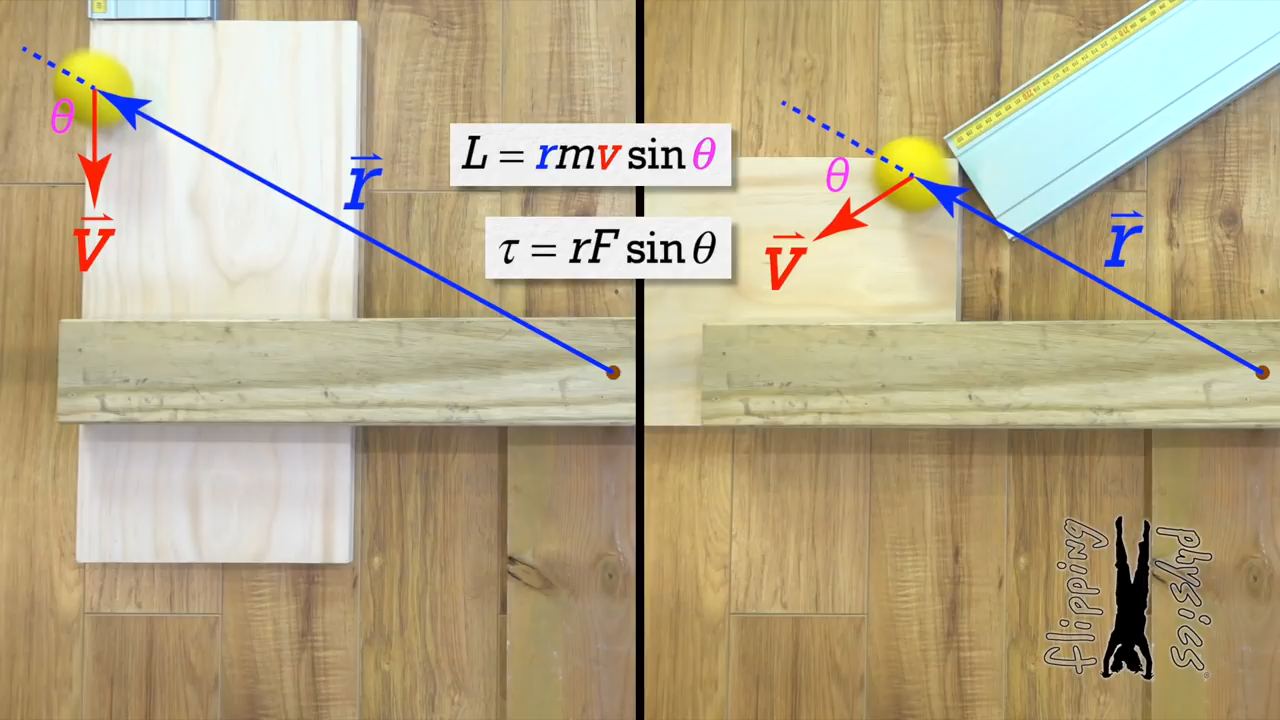 θ
v
r
L = rmv sin θ
τ = rF sin θ
θ
v
r
flipping
physics